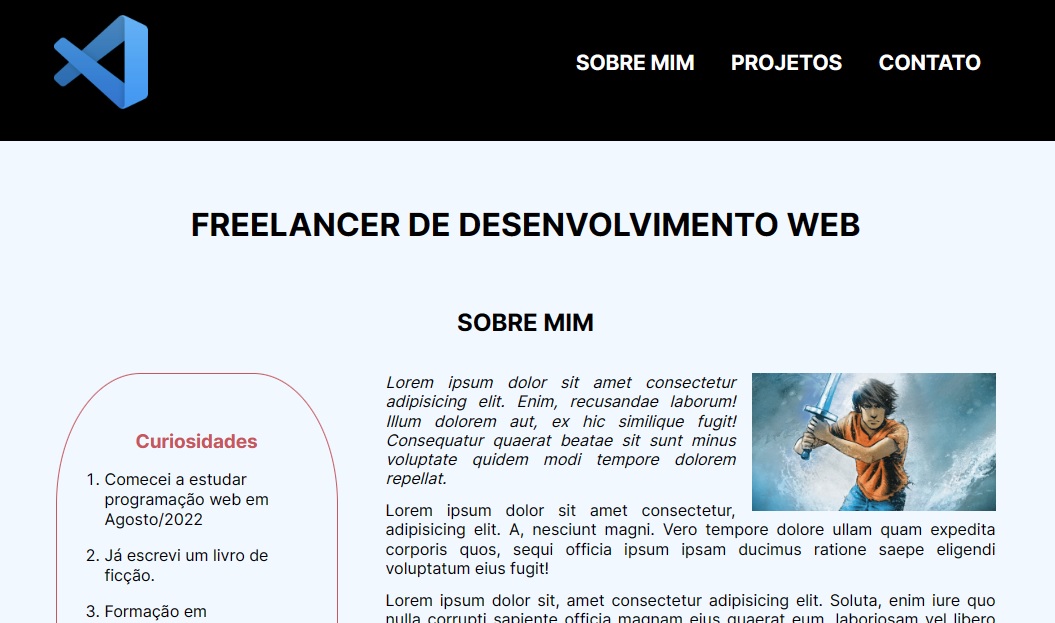 SOBRE MIM PROJETOS CONTATO
FREELANCER DE DESENVOLVIMENTO WEB
SOBRE MIM
Curiosidades
1. Comecei a estudar
programação web em
Agosto/2022
2. Já escrevi um livro de
ficção.
3. Formação em
Lorem ipsum dolor sit amet consectetur
adipisicing elit. Enim, recusandae laborum!
Illum dolorem aut, ex hic similique fugit!
Consequatur quaerat beatae sit sunt minus
voluptate quidem modi tempore dolorem
repellat.
Lorem ipsum dolor sit amet consectetur,
adipisicing elit. A, nesciunt magni. Vero tempore dolore ullam quam expedita
corporis quos, sequi officia ipsum ipsam ducimus ratione saepe eligendi
voluptatum eius fugit!
Lorem ipsum dolor sit, amet consectetur adipisicing elit. Soluta, enim iure quo
nulla corrupti sapiente officia magnam eius quaerat eum, laboriosam vel libero